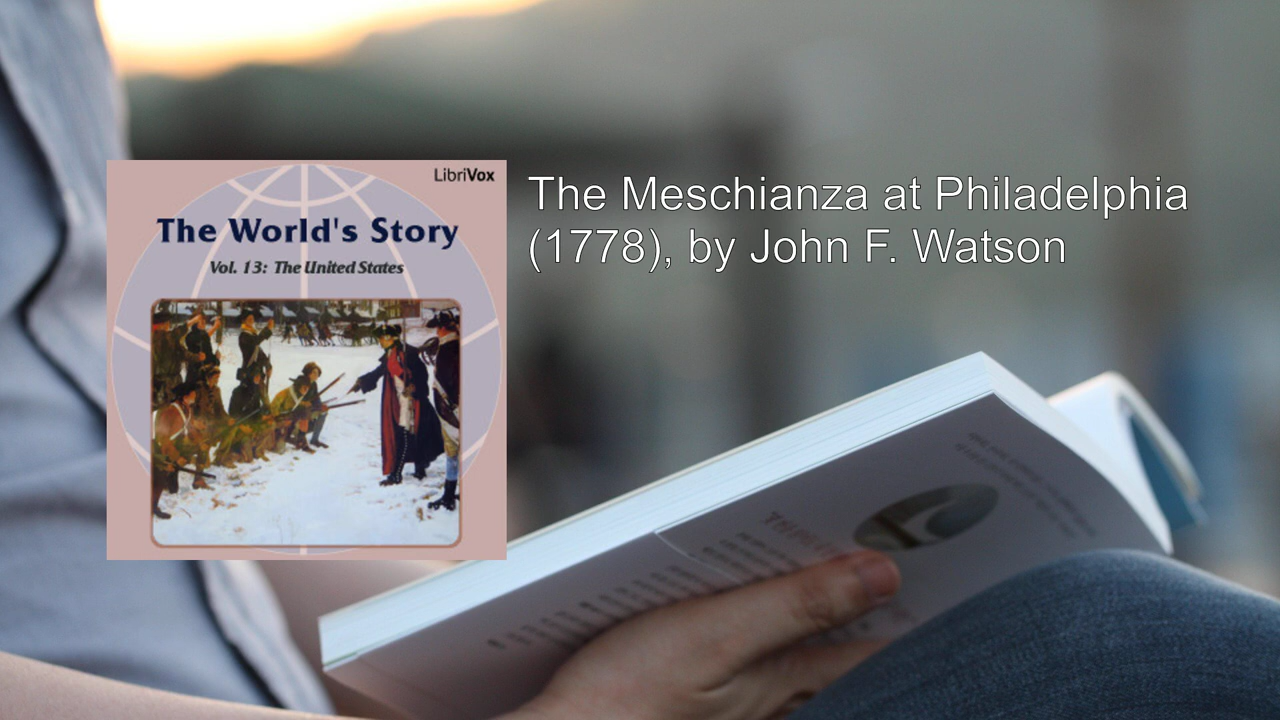 LibriVox
The World's Story
Vol. 13: The United States
The Meschianza at Philadelphia
(1778), by John F. Watson